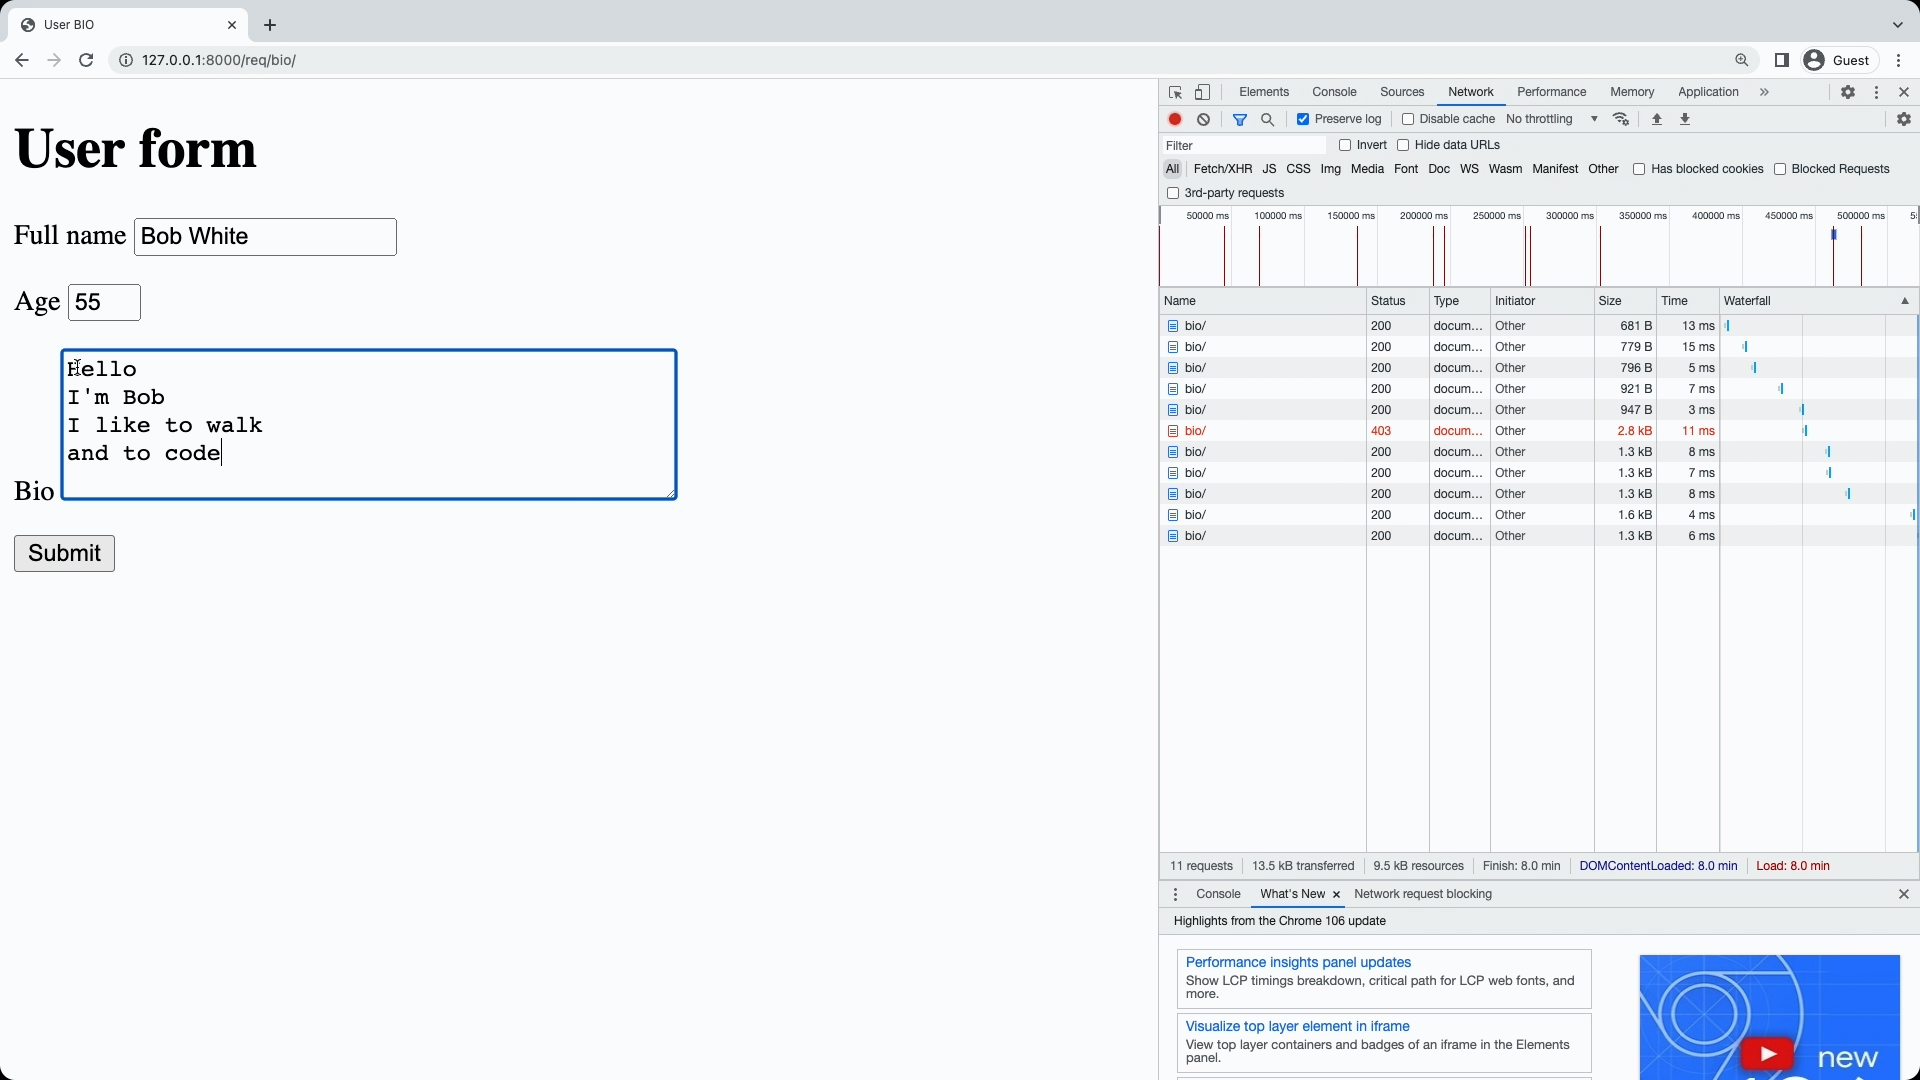 User BIO
127.0.0.1:8000/req/bio/
Guest
User form
Full name Bob White
Age 55
Hello
I'm Bob
I like to walk
and to code
Bio
Submit
Elements Console Sources Network Performance Memory Application
Preserve log Disable cache No throttling
Filter Invert Hide data URLs
All Fetch/XHR JS CSS Img Media Font Doc WS Wasm Manifest Other Has blocked cookies Blocked Requests
3rd-party requests
50000 ms 100000 ms 150000 ms 200000 ms 250000 ms 300000 ms 350000 ms 400000 ms 450000 ms 500000 ms
Name Status Type Initiator Size Time Waterfall
bio/ 200 docum... Other 681 B 13 ms
bio/ 200 docum... Other 779 B 15 ms
bio/ 200 docum... Other 796 B 5 ms
bio/ 200 docum... Other 921 B 7 ms
bio/ 200 docum... Other 947 B 3 ms
bio/ 403 docum... Other 2.8 kB 11 ms
bio/ 200 docum... Other 1.3 kB 8 ms
bio/ 200 docum... Other 1.3 kB 7 ms
bio/ 200 docum... Other 1.3 kB 8 ms
bio/ 200 docum... Other 1.6 kB 4 ms
bio/ 200 docum... Other 1.3 kB 6 ms
11 requests 13.5 kB transferred 9.5 kB resources Finish: 8.0 min DOMContentLoaded: 8.0 min Load: 8.0 min
Console What's New Network request blocking
Highlights from the Chrome 106 update
Performance insights panel updates
Show LCP timings breakdown, critical path for LCP web fonts, and
more.
Visualize top layer element in iframe
View top layer containers and badges of an iframe in the Elements
panel.
new